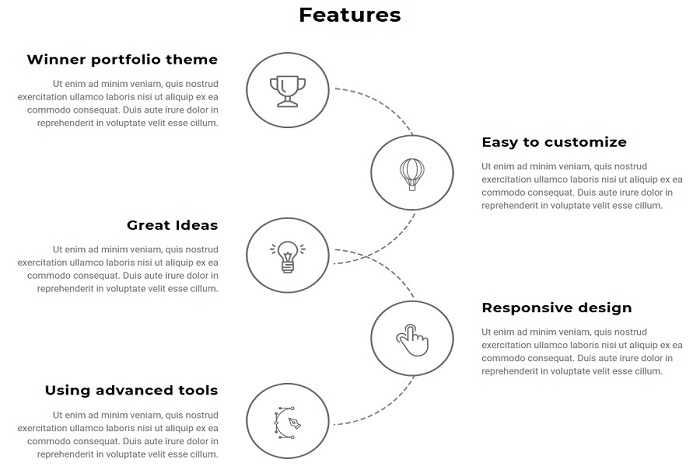 Features
Winner portfolio theme
Ut enim ad minim veniam, quis nostrud
exercitation ullamco laboris nisi ut aliquip ex ea
commodo consequat. Duis aute irure dolor in
reprehenderit in voluptate velit esse cillum.
Easy to customize
Ut enim ad minim veniam, quis nostrud
exercitation ullamco laboris nisi ut aliquip ex ea
commodo consequat. Duis aute irure dolor in
reprehenderit in voluptate velit esse cillum.
Great Ideas
Ut enim ad minim veniam, quis nostrud
exercitation ullamco laboris nisi ut aliquip ex ea
commodo consequat. Duis aute irure dolor in
reprehenderit in voluptate velit esse cillum.
Responsive design
Ut enim ad minim veniam, quis nostrud
exercitation ullamco laboris nisi ut aliquip ex ea
commodo consequat. Duis aute irure dolor in
reprehenderit in voluptate velit esse cillum.
Using advanced tools
Ut enim ad minim veniam, quis nostrud
exercitation ullamco laboris nisi ut aliquip ex ea
commodo consequat. Duis aute irure dolor in
reprehenderit in voluptate velit esse cillum.